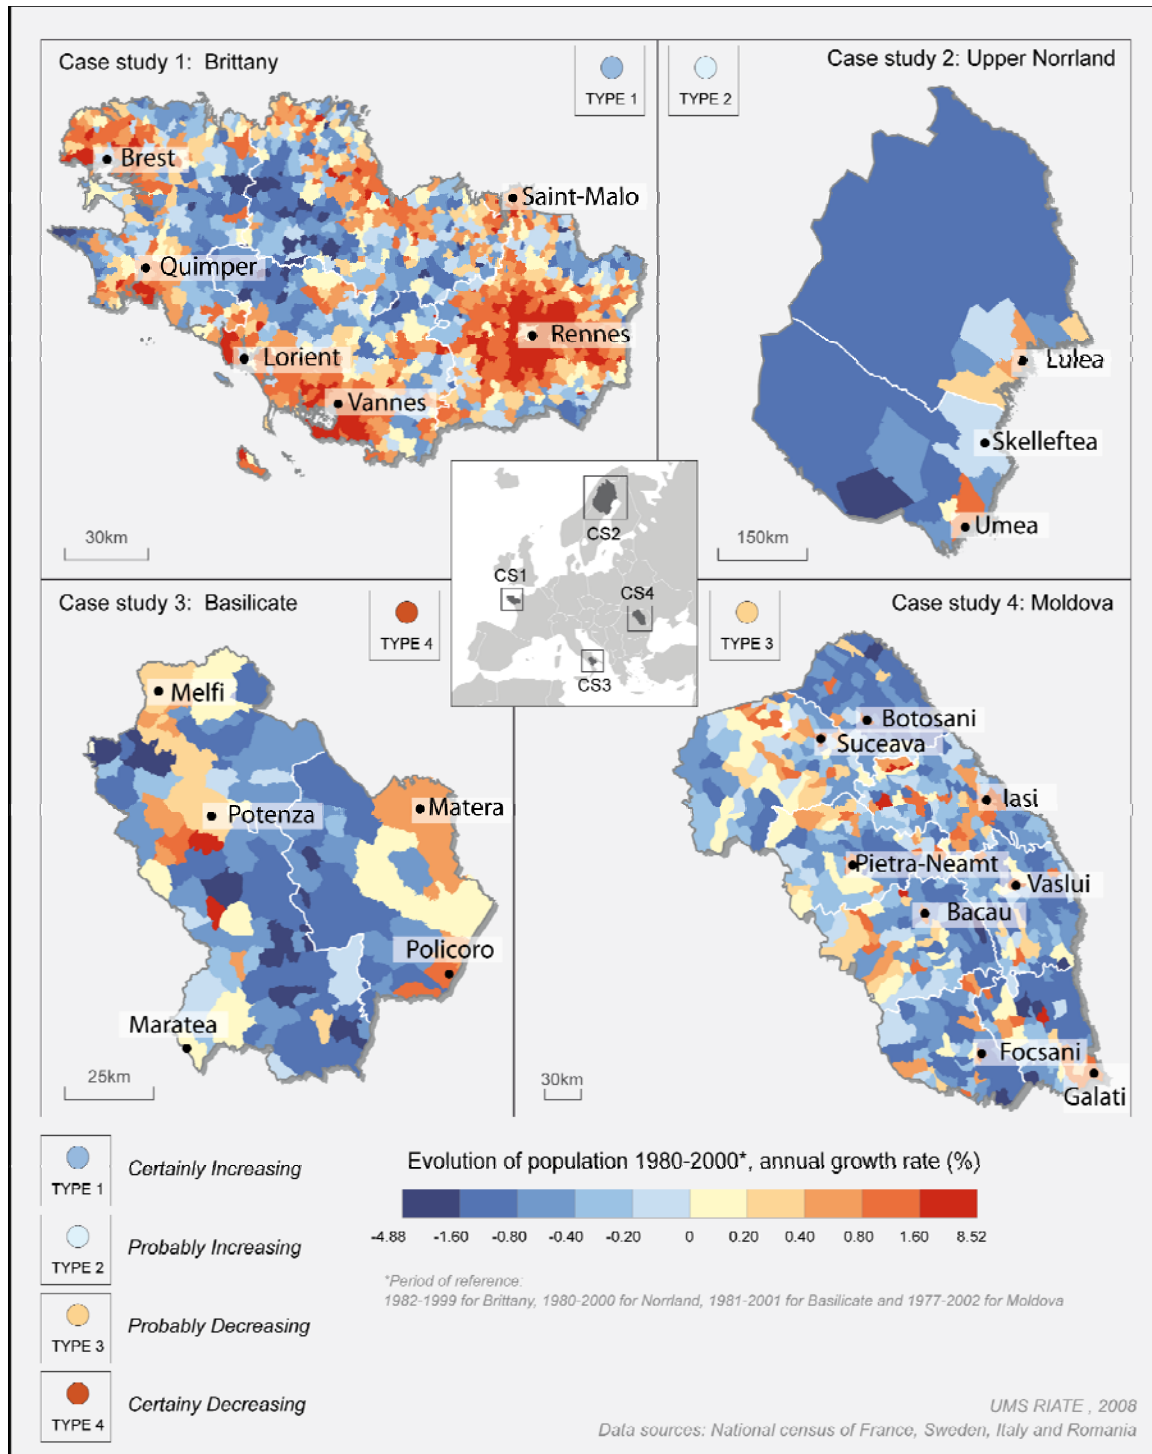 Case study 1: Brittany
TYPE 1
TYPE 2
Case study 2: Upper Norrland
Brest
Saint-Malo
Quimper
Rennes
Lorient
Vannes
30km
Lulea
Skelleftea
Umea
150km
CS2
CS1
CS4
CS3
Case study 3: Basilicate
TYPE 4
TYPE 3
Case study 4: Moldova
Melfi
Potenza
Matera
Policoro
Maratea
25km
Botosani
Suceava
Iasi
Pietra-Neamt
Vaslui
Bacau
Focsani
Galati
30km
TYPE 1
Certainly Increasing
TYPE 2
Probably Increasing
TYPE 3
Probably Decreasing
TYPE 4
Certainy Decreasing
Evolution of population 1980-2000*, annual growth rate (%)
-4.88 -1.60 -0.80 -0.40 -0.20 0 0.20 0.40 0.80 1.60 8.52
*Period of reference:
1982-1999 for Brittany, 1980-2000 for Norrland, 1981-2001 for Basilicate and 1977-2002 for Moldova
UMS RIATE , 2008
Data sources: National census of France, Sweden, Italy and Romania